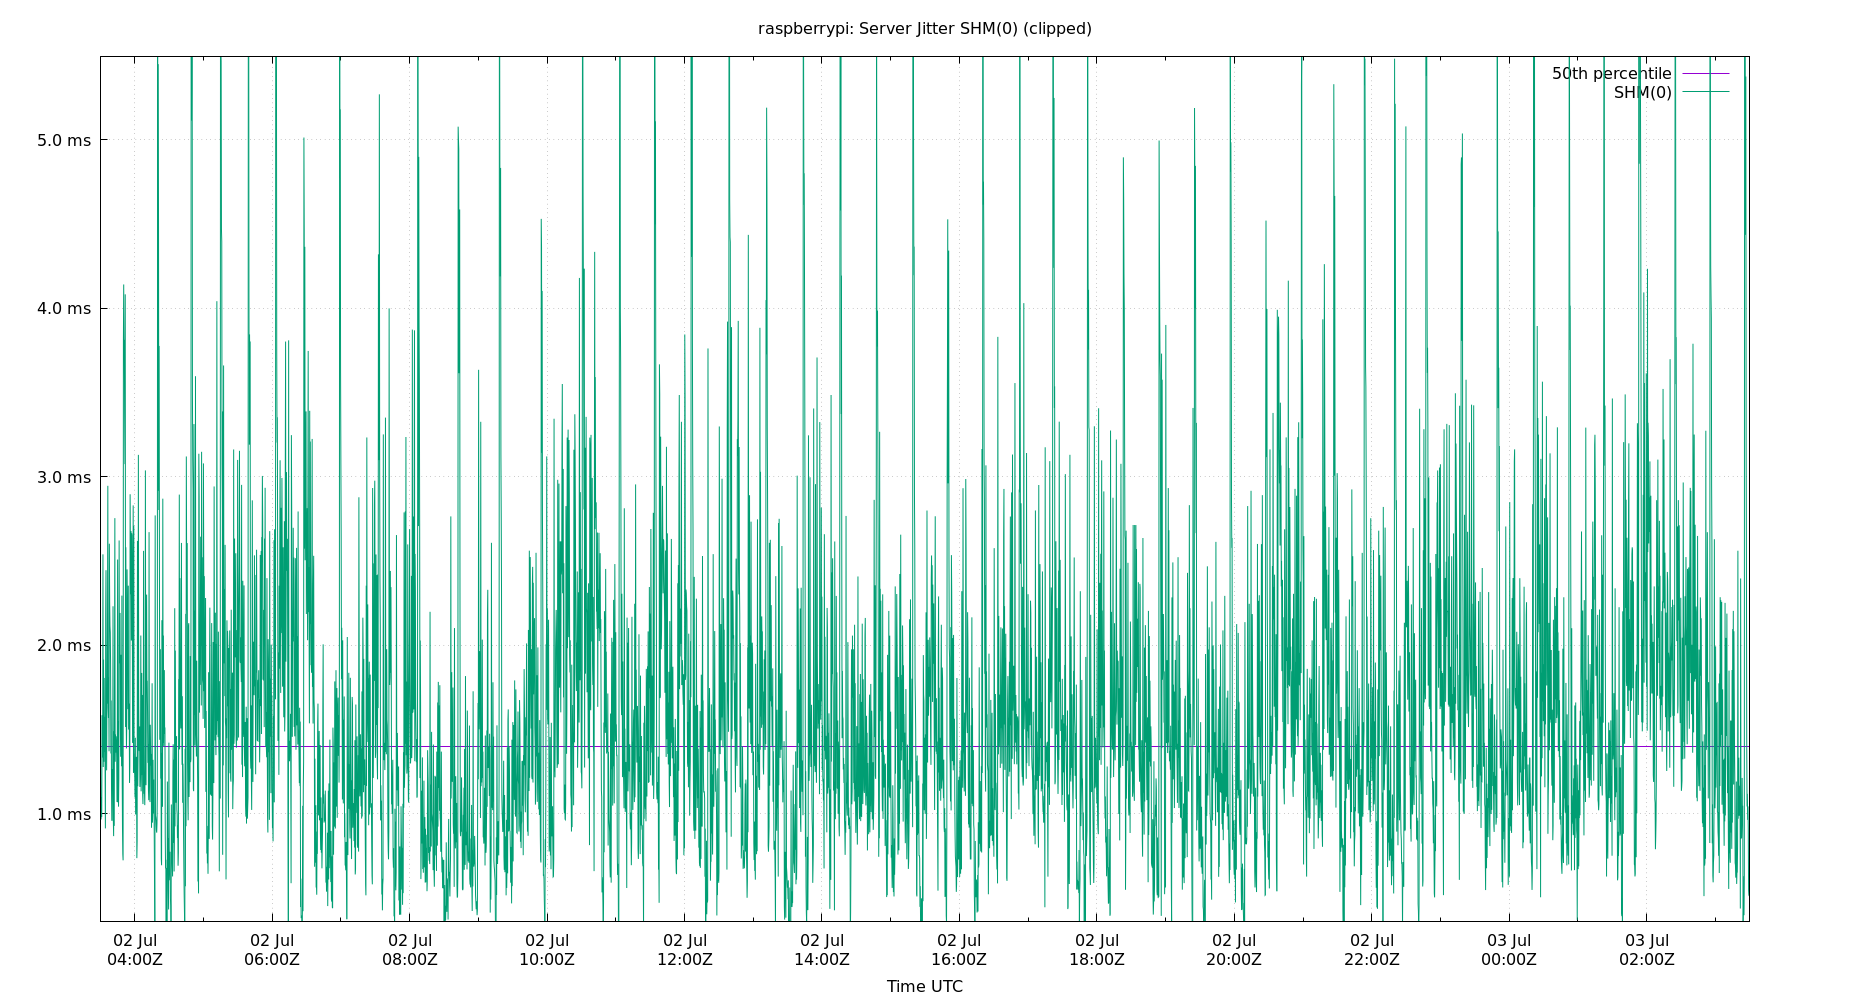 raspberrypi: Server Jitter SHM(0) (clipped)
50th percentile
SHM(0)
5.0 ms
4.0 ms
3.0 ms
2.0 ms
1.0 ms
02 Jul 02 Jul 02 Jul 02 Jul 02 Jul 02 Jul 02 Jul 02 Jul 02 Jul 02 Jul 03 Jul 03 Jul
04:00Z 06:00Z 08:00Z 10:00Z 12:00Z 14:00Z 16:00Z 18:00Z 20:00Z 22:00Z 00:00Z 02:00Z
Time UTC